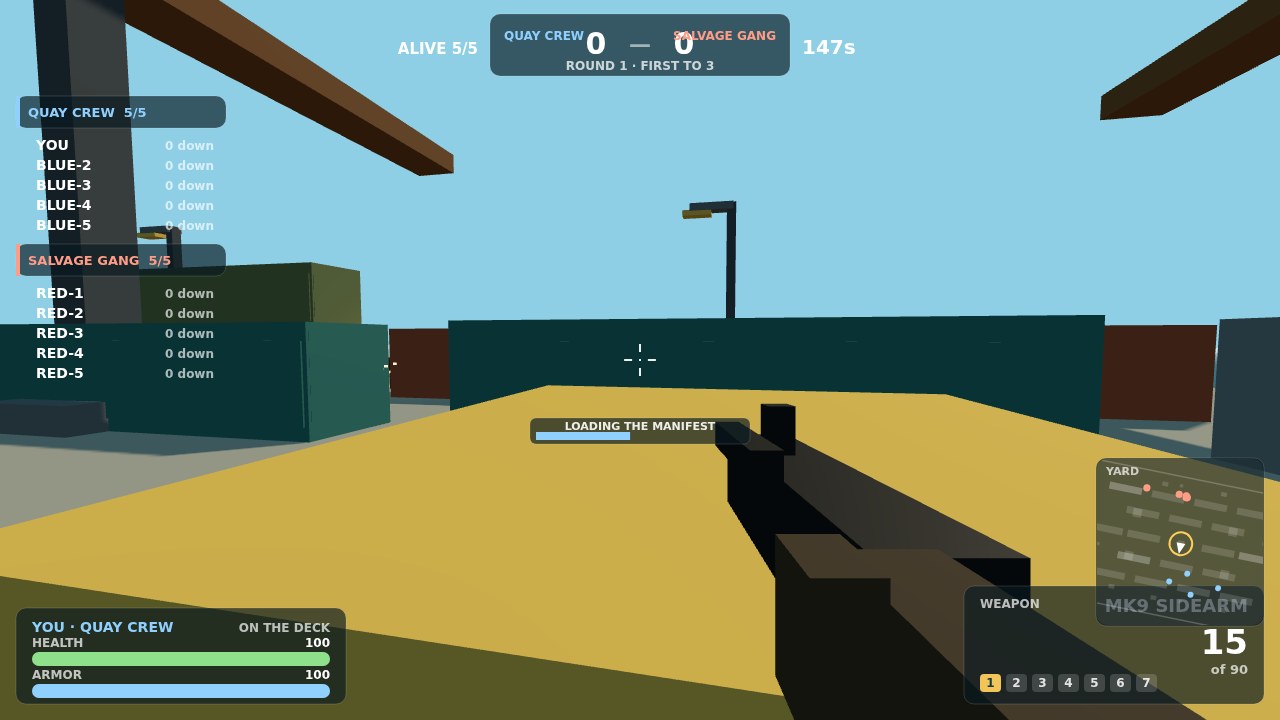 ALIVE 5/5
QUAY CREW 0 — 0 SALVAGE GANG
147s
ROUND 1 · FIRST TO 3
QUAY CREW 5/5
YOU 0 down
BLUE-2 0 down
BLUE-3 0 down
BLUE-4 0 down
BLUE-5 0 down
SALVAGE GANG 5/5
RED-1 0 down
RED-2 0 down
RED-3 0 down
RED-4 0 down
RED-5 0 down
LOADING THE MANIFEST
YARD
YOU · QUAY CREW ON THE DECK
HEALTH 100
ARMOR 100
WEAPON MK9 SIDEARM
15
of 90
1 2 3 4 5 6 7